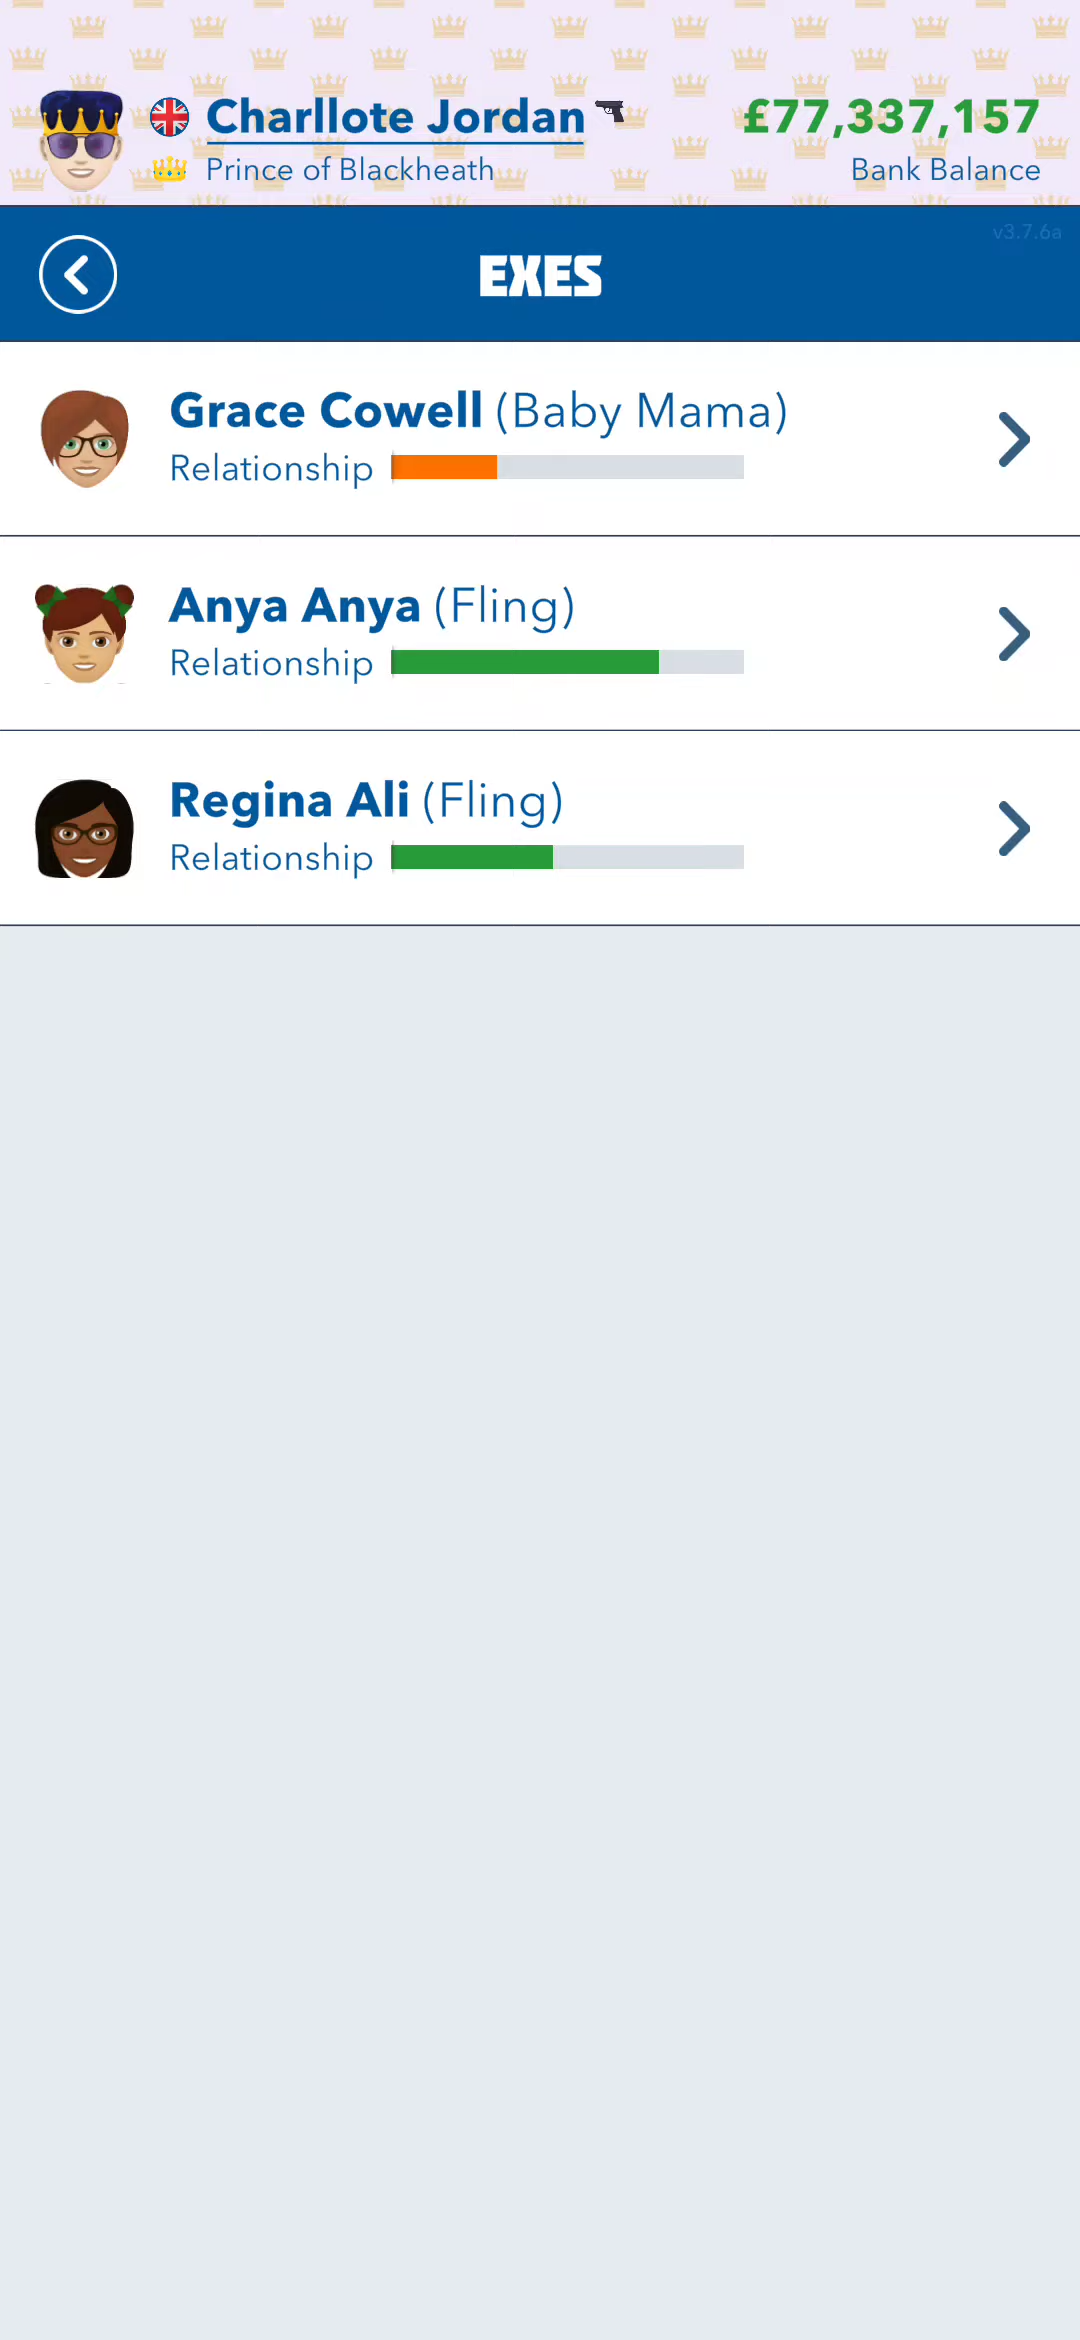 Charllote Jordan
£77,337,157
Prince of Blackheath
Bank Balance
v3.7.6a
EXES
Grace Cowell (Baby Mama)
Relationship
Anya Anya (Fling)
Relationship
Regina Ali (Fling)
Relationship